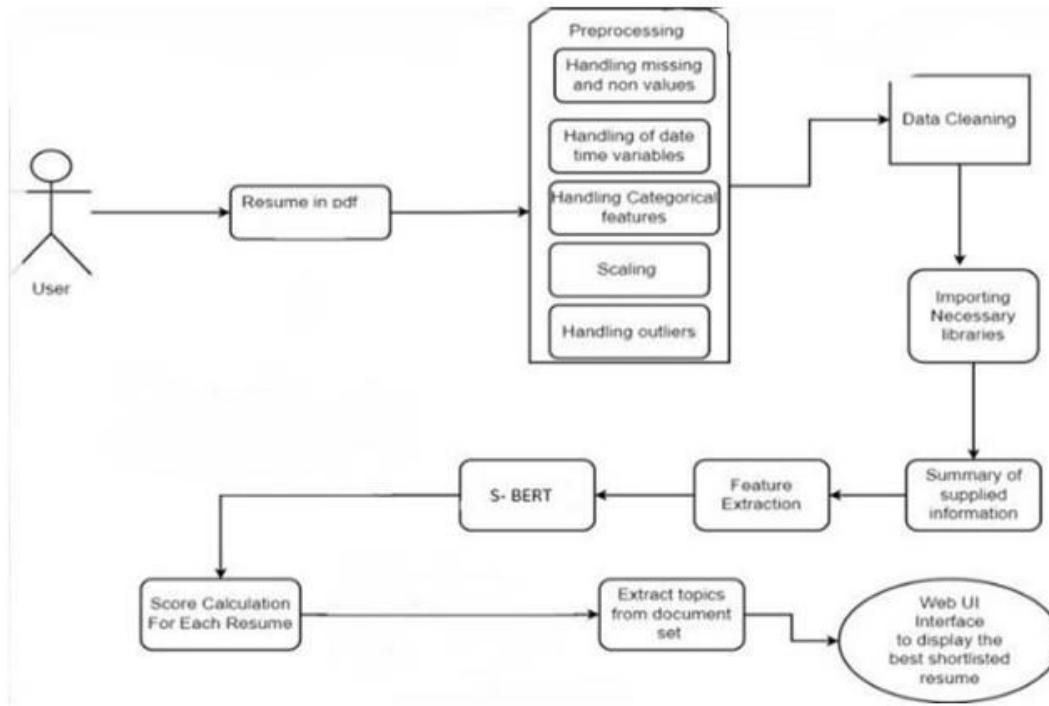 Preprocessing
Handling missing
and non values
Handling of date
time variables
Handling Categorical
features
Scaling
Handling outliers
Data Cleaning
Resume in pdf
User
Importing
Necessary
libraries
Summary of
supplied
information
Feature
Extraction
S- BERT
Score Calculation
For Each Resume
Extract topics
from document
set
Web UI
Interface
to display the
best shortlisted
resume